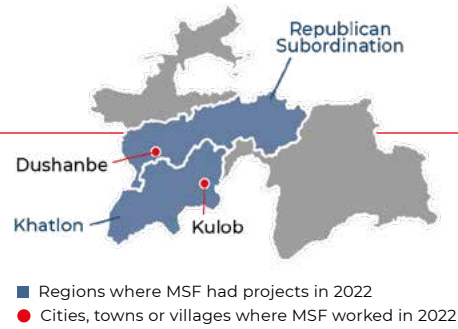 Republican
Subordination
Dushanbe
Khatlon
Kulob
Regions where MSF had projects in 2022
Cities, towns or villages where MSF worked in 2022